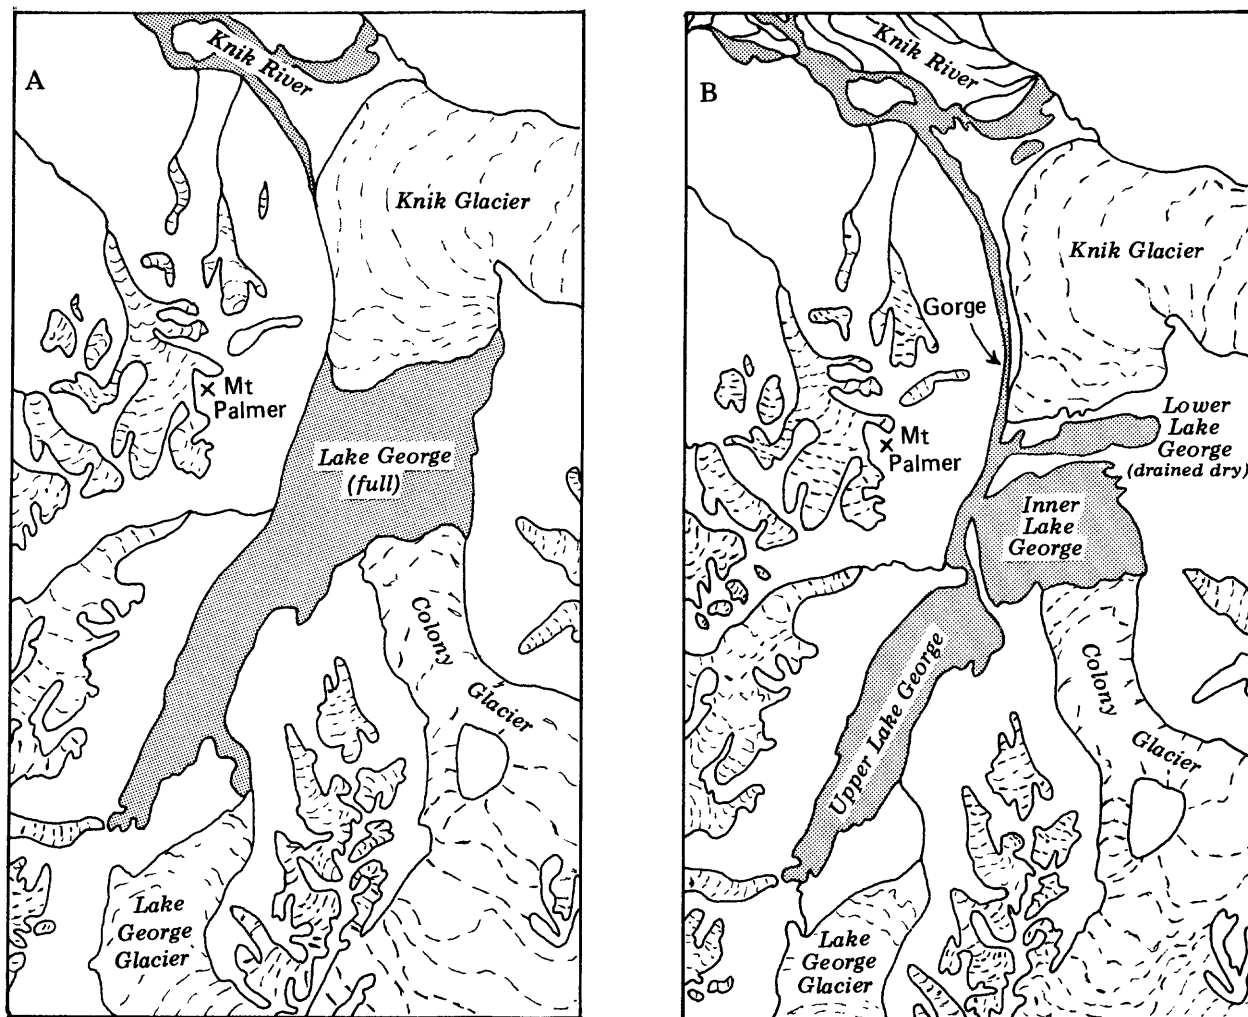 A
Knik River
Knik Glacier
× Mt
Palmer
Lake George
(full)
Colony
Glacier
Lake
George
Glacier
B
Knik River
Knik Glacier
Gorge
× Mt
Palmer
Lower
Lake
George
(drained dry)
Inner
Lake
George
Upper Lake George
Colony
Glacier
Lake
George
Glacier